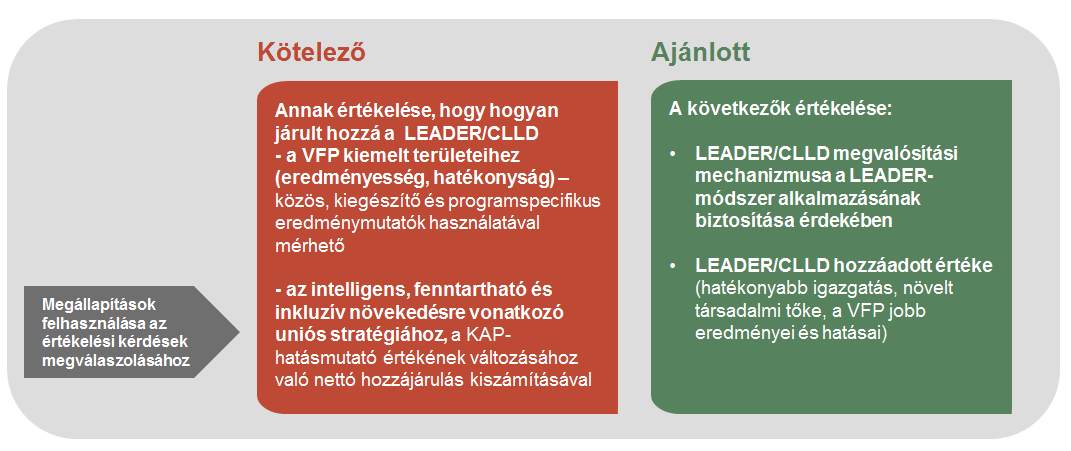 Kötelező
Annak értékelése, hogy hogyan
járult hozzá a LEADER/CLLD
- a VFP kiemelt területeihez
(eredményesség, hatékonyság) –
közös, kiegészítő és programspecifikus
eredménymutatók használatával
mérhető
- az intelligens, fenntartható és
inkluzív növekedésre vonatkozó
uniós stratégiához, a KAP-
hatásmutató értékének változásához
való nettó hozzájárulás kiszámításával
Ajánlott
A következők értékelése:
• LEADER/CLLD megvalósítási
mechanizmusa a LEADER-
módszer alkalmazásának
biztosítása érdekében
• LEADER/CLLD hozzáadott értéke
(hatékonyabb igazgatás, növelt
társadalmi tőke, a VFP jobb
eredményei és hatásai)
Megállapítások
felhasználása az
értékelési kérdések
megválaszolásához